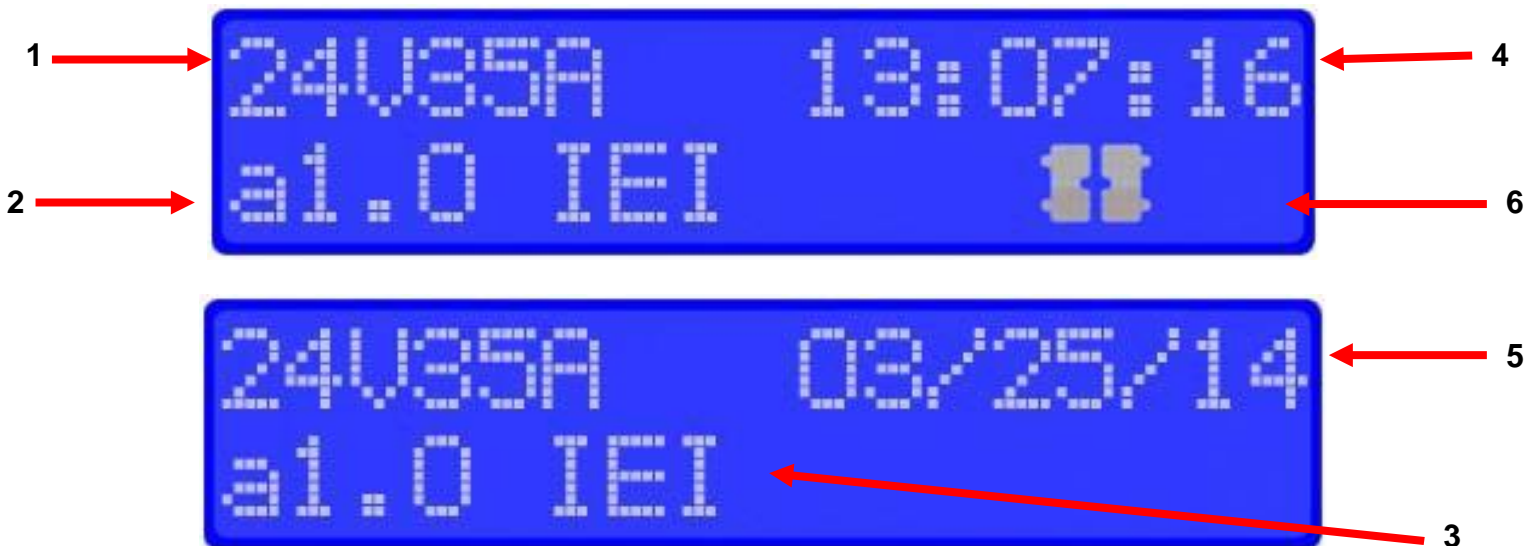 1 24V35A 13:07:16 4
2 a1.0 IEI 6
24V35A 03/25/14 5
a1.0 IEI
3